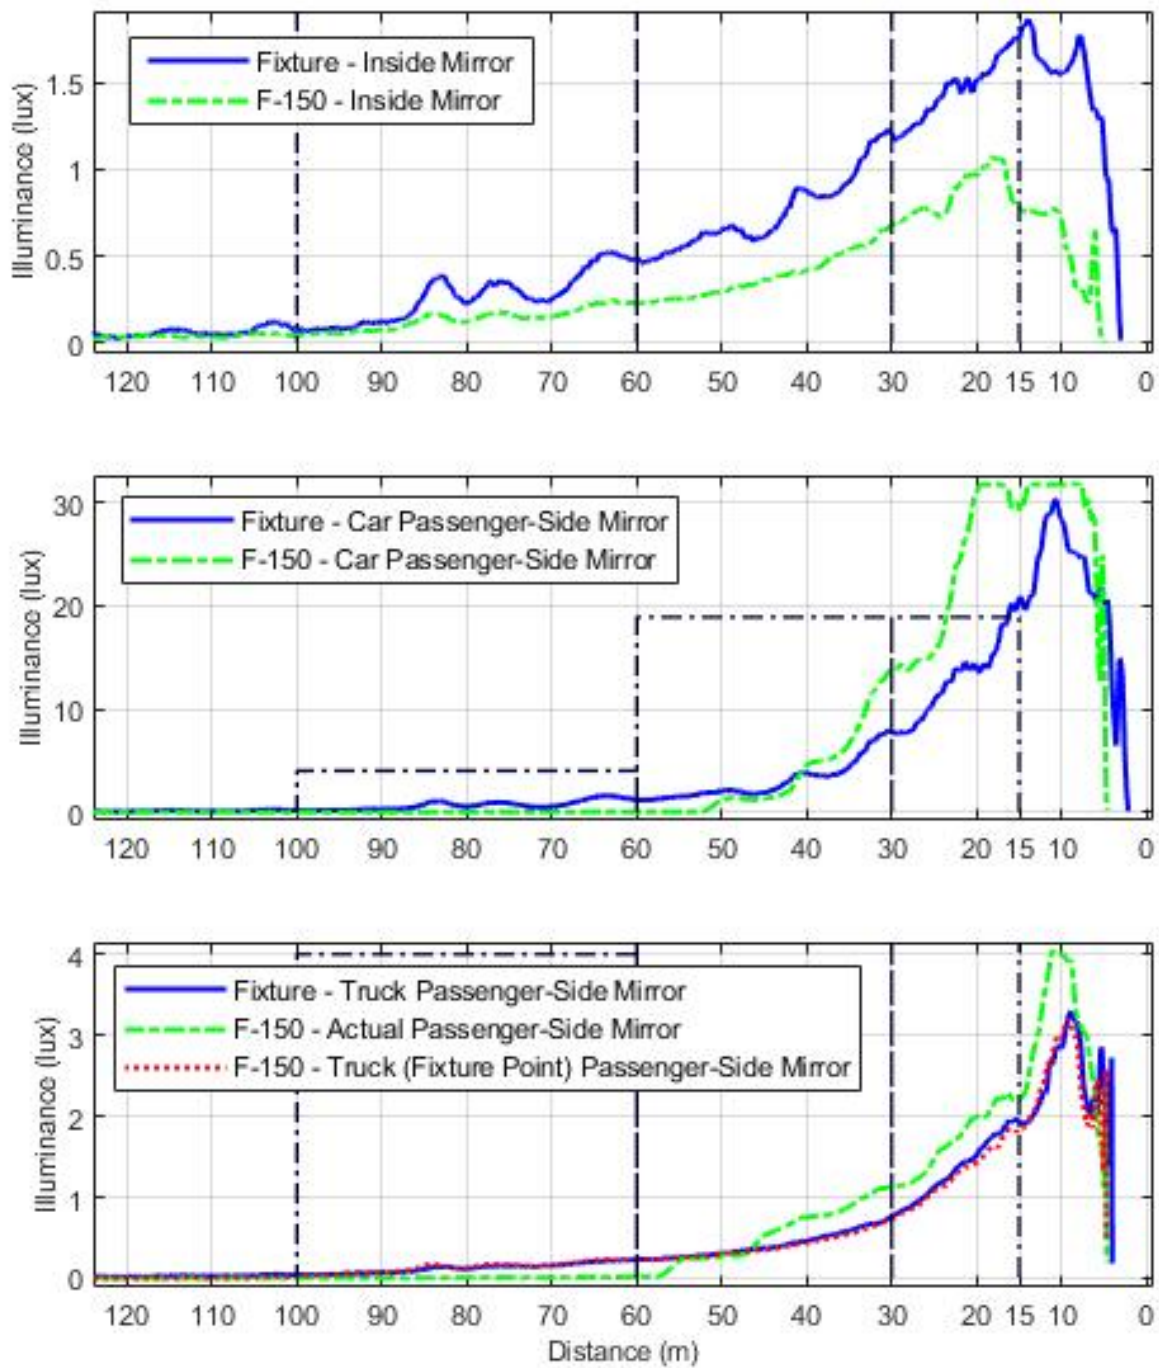 Fixture - Inside Mirror
F-150 - Inside Mirror
Illuminance (lux)
1.5
1
0.5
0
120 110 100 90 80 70 60 50 40 30 20 15 10 0
Fixture - Car Passenger-Side Mirror
F-150 - Car Passenger-Side Mirror
Illuminance (lux)
30
20
10
0
120 110 100 90 80 70 60 50 40 30 20 15 10 0
Fixture - Truck Passenger-Side Mirror
F-150 - Actual Passenger-Side Mirror
F-150 - Truck (Fixture Point) Passenger-Side Mirror
Illuminance (lux)
4
3
2
1
0
120 110 100 90 80 70 60 50 40 30 20 15 10 0
Distance (m)